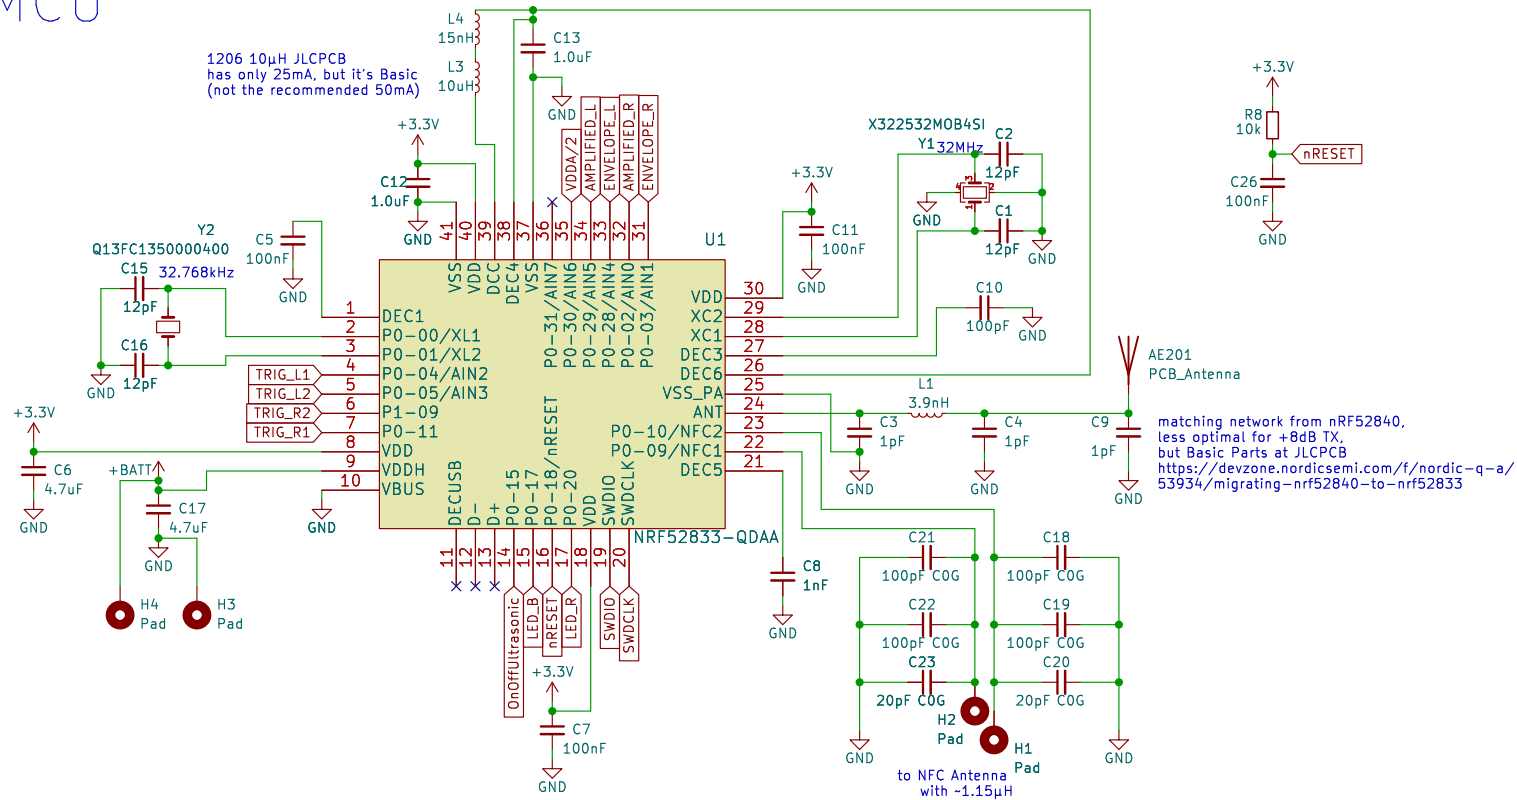 MCU
1206 10µH JLCPCB
has only 25mA, but it's Basic
(not the recommended 50mA)
L4
15nH
L3
10uH
C13
1.0uF
GND
+3.3V
C12
1.0uF
GND
VDDA/2
AMPLIFIED_L
ENVELOPE_L
AMPLIFIED_R
ENVELOPE_R
X322532MOB4SI
Y1
32MHz
C2
12pF
C1
12pF
4
3
2
1
GND
GND
+3.3V
R8
10k
nRESET
C26
100nF
GND
+3.3V
C11
100nF
GND
C10
100pF
GND
Y2
Q13FC1350000400
32.768kHz
C15
12pF
C16
12pF
GND
C5
100nF
GND
U1
NRF52833-QDAA
41 VSS
40 VDD
39 DCC
38 DEC4
37 VSS
36 P0-31/AIN7
35 P0-30/AIN6
34 P0-29/AIN5
33 P0-28/AIN4
32 P0-02/AIN0
31 P0-03/AIN1
1 DEC1
2 P0-00/XL1
3 P0-01/XL2
4 P0-04/AIN2
5 P0-05/AIN3
6 P1-09
7 P0-11
8 VDD
9 VDDH
10 VBUS
VDD 30
XC2 29
XC1 28
DEC3 27
DEC6 26
VSS_PA 25
ANT 24
P0-10/NFC2 23
P0-09/NFC1 22
DEC5 21
DECUSB 11
D- 12
D+ 13
P0-15 14
P0-17 15
P0-18/nRESET 16
P0-20 17
VDD 18
SWDIO 19
SWDCLK 20
TRIG_L1
TRIG_L2
TRIG_R2
TRIG_R1
+3.3V
C6
4.7uF
GND
+BATT
C17
4.7uF
GND
GND
H4
Pad
H3
Pad
OnOffUltrasonic
LED_B
nRESET
LED_R
SWDIO
SWDCLK
+3.3V
C7
100nF
GND
C8
1nF
GND
L1
3.9nH
C3
1pF
GND
C4
1pF
GND
C9
1pF
GND
AE201
PCB_Antenna
matching network from nRF52840,
less optimal for +8dB TX,
but Basic Parts at JLCPCB
https://devzone.nordicsemi.com/f/nordic-q-a/
53934/migrating-nrf52840-to-nrf52833
C21
100pF C0G
C18
100pF C0G
C22
100pF C0G
C19
100pF C0G
C23
20pF C0G
C20
20pF C0G
H2
Pad
H1
Pad
GND
GND
to NFC Antenna
with ~1.15µH